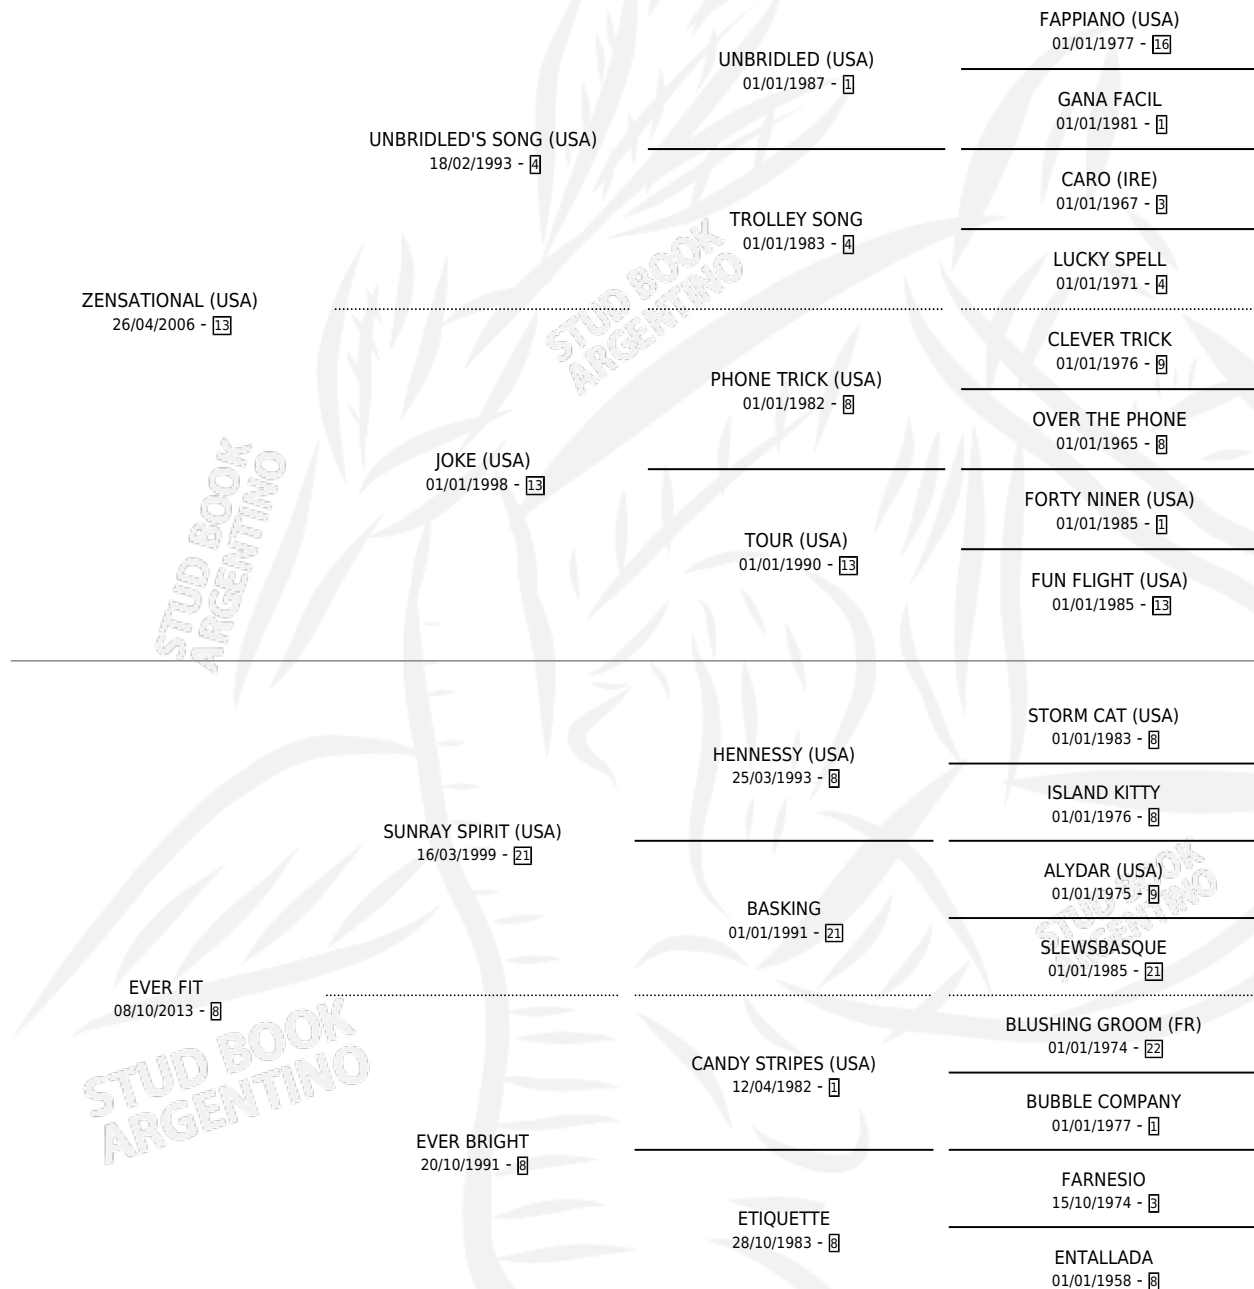 FAPPIANO (USA)
01/01/1977 - 16
UNBRIDLED (USA)
01/01/1987 - 1
GANA FACIL
01/01/1981 - 1
UNBRIDLED'S SONG (USA)
18/02/1993 - 4
CARO (IRE)
01/01/1967 - 3
TROLLEY SONG
01/01/1983 - 4
LUCKY SPELL
01/01/1971 - 4
ZENSATIONAL (USA)
26/04/2006 - 13
CLEVER TRICK
01/01/1976 - 9
PHONE TRICK (USA)
01/01/1982 - 8
OVER THE PHONE
01/01/1965 - 8
JOKE (USA)
01/01/1998 - 13
FORTY NINER (USA)
01/01/1985 - 1
TOUR (USA)
01/01/1990 - 13
FUN FLIGHT (USA)
01/01/1985 - 13
STORM CAT (USA)
01/01/1983 - 8
HENNESSY (USA)
25/03/1993 - 8
ISLAND KITTY
01/01/1976 - 8
SUNRAY SPIRIT (USA)
16/03/1999 - 21
ALYDAR (USA)
01/01/1975 - 9
BASKING
01/01/1991 - 21
SLEWSBASQUE
01/01/1985 - 21
EVER FIT
08/10/2013 - 8
BLUSHING GROOM (FR)
01/01/1974 - 22
CANDY STRIPES (USA)
12/04/1982 - 1
BUBBLE COMPANY
01/01/1977 - 1
EVER BRIGHT
20/10/1991 - 8
FARNESIO
15/10/1974 - 3
ETIQUETTE
28/10/1983 - 8
ENTALLADA
01/01/1958 - 8
STUD BOOK
ARGENTINO
STUD BOOK
ARGENTINO
STUD BOOK
ARGENTINO
STUD BOOK
ARGENTINO